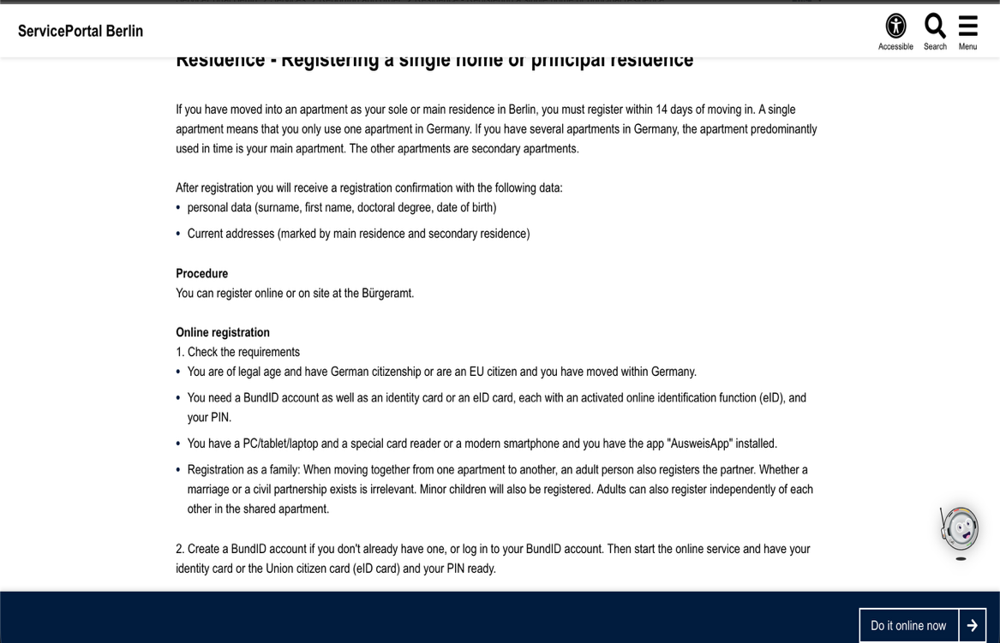 ServicePortal Berlin
Accessible
Search
Menu
Residence - Registering a single home or principal residence
If you have moved into an apartment as your sole or main residence in Berlin, you must register within 14 days of moving in. A single
apartment means that you only use one apartment in Germany. If you have several apartments in Germany, the apartment predominantly
used in time is your main apartment. The other apartments are secondary apartments.
After registration you will receive a registration confirmation with the following data:
• personal data (surname, first name, doctoral degree, date of birth)
• Current addresses (marked by main residence and secondary residence)
Procedure
You can register online or on site at the Bürgeramt.
Online registration
1. Check the requirements
• You are of legal age and have German citizenship or are an EU citizen and you have moved within Germany.
• You need a BundID account as well as an identity card or an eID card, each with an activated online identification function (eID), and
your PIN.
• You have a PC/tablet/laptop and a special card reader or a modern smartphone and you have the app "AusweisApp" installed.
• Registration as a family: When moving together from one apartment to another, an adult person also registers the partner. Whether a
marriage or a civil partnership exists is irrelevant. Minor children will also be registered. Adults can also register independently of each
other in the shared apartment.
2. Create a BundID account if you don't already have one, or log in to your BundID account. Then start the online service and have your
identity card or the Union citizen card (eID card) and your PIN ready.
Do it online now